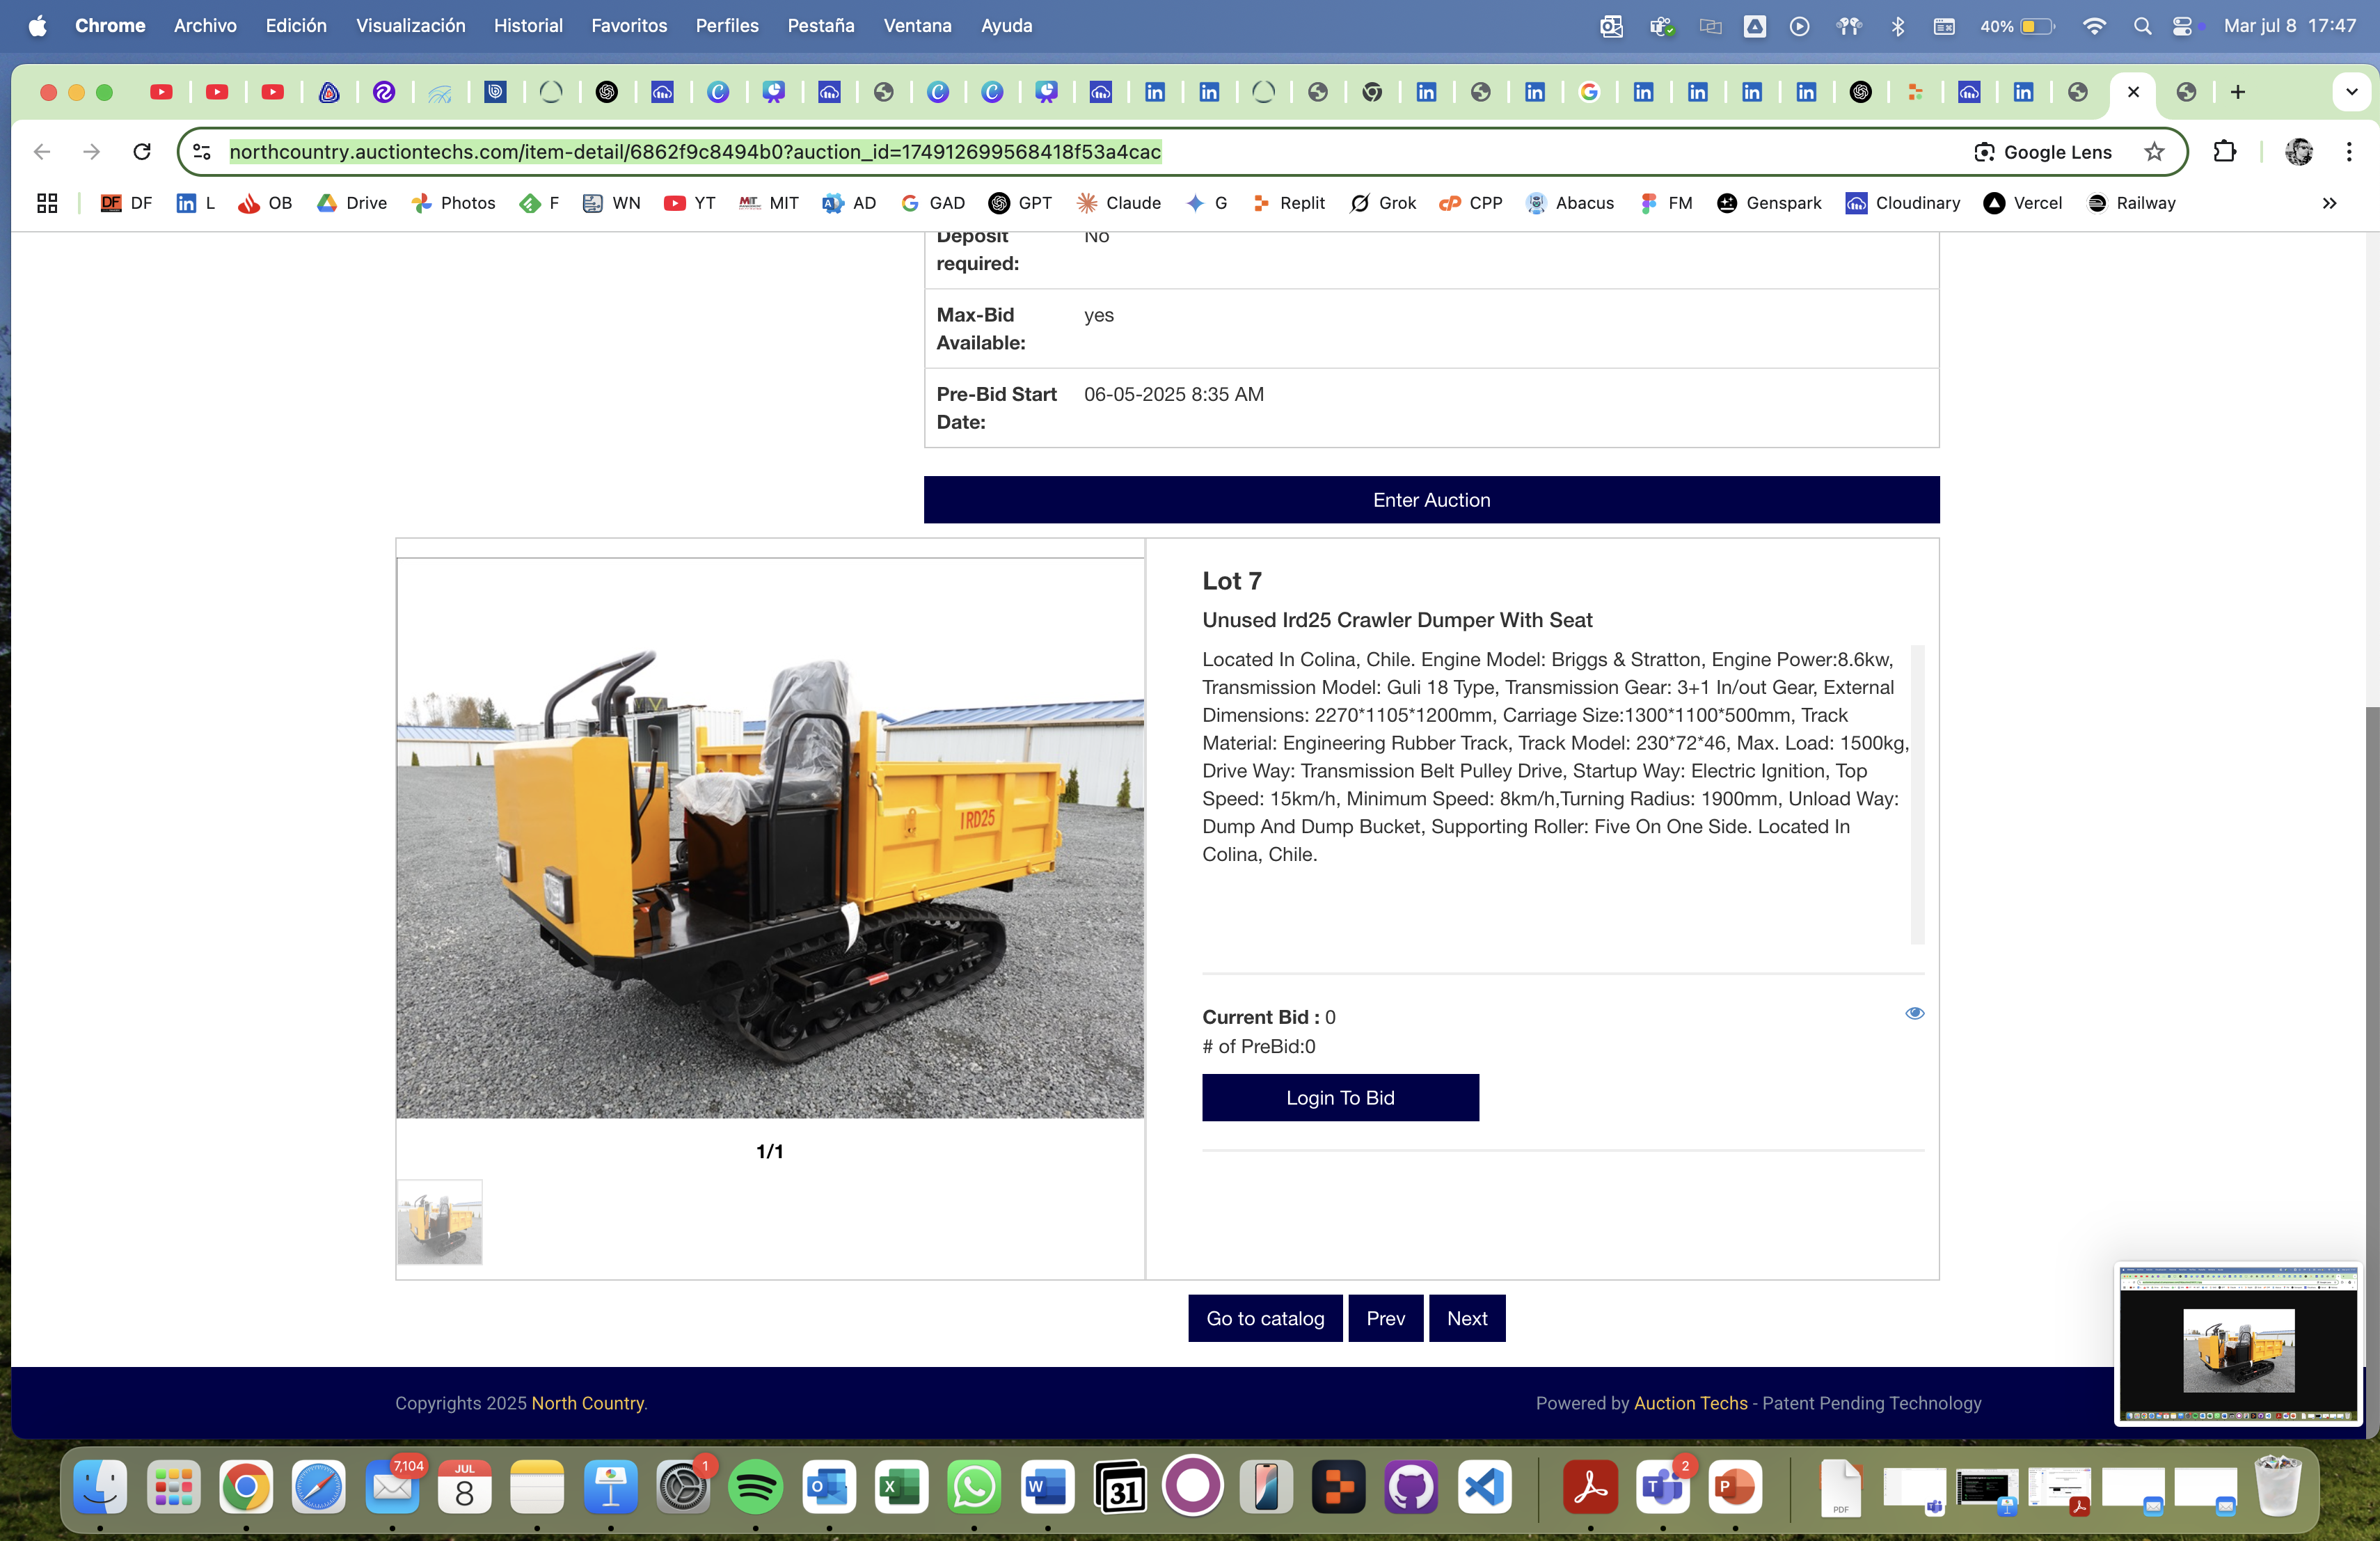 Chrome Archivo Edición Visualización Historial Favoritos Perfiles Pestaña Ventana Ayuda 40% Mar jul 8 17:47
northcountry.auctiontechs.com/item-detail/6862f9c8494b0?auction_id=174912699568418f53a4cac Google Lens
DF L OB Drive Photos F WN YT MIT AD GAD GPT Claude G Replit Grok CPP Abacus FM Genspark Cloudinary Vercel Railway
Deposit No
required:
Max-Bid yes
Available:
Pre-Bid Start 06-05-2025 8:35 AM
Date:
Enter Auction
Lot 7
Unused Ird25 Crawler Dumper With Seat
Located In Colina, Chile. Engine Model: Briggs & Stratton, Engine Power:8.6kw,
Transmission Model: Guli 18 Type, Transmission Gear: 3+1 In/out Gear, External
Dimensions: 2270*1105*1200mm, Carriage Size:1300*1100*500mm, Track
Material: Engineering Rubber Track, Track Model: 230*72*46, Max. Load: 1500kg,
Drive Way: Transmission Belt Pulley Drive, Startup Way: Electric Ignition, Top
Speed: 15km/h, Minimum Speed: 8km/h,Turning Radius: 1900mm, Unload Way:
Dump And Dump Bucket, Supporting Roller: Five On One Side. Located In
Colina, Chile.
IRD25
Current Bid : 0
# of PreBid:0
Login To Bid
1/1
Go to catalog Prev Next
Copyrights 2025 North Country. Powered by Auction Techs - Patent Pending Technology
7,104 JUL 8 1 31 2 PDF